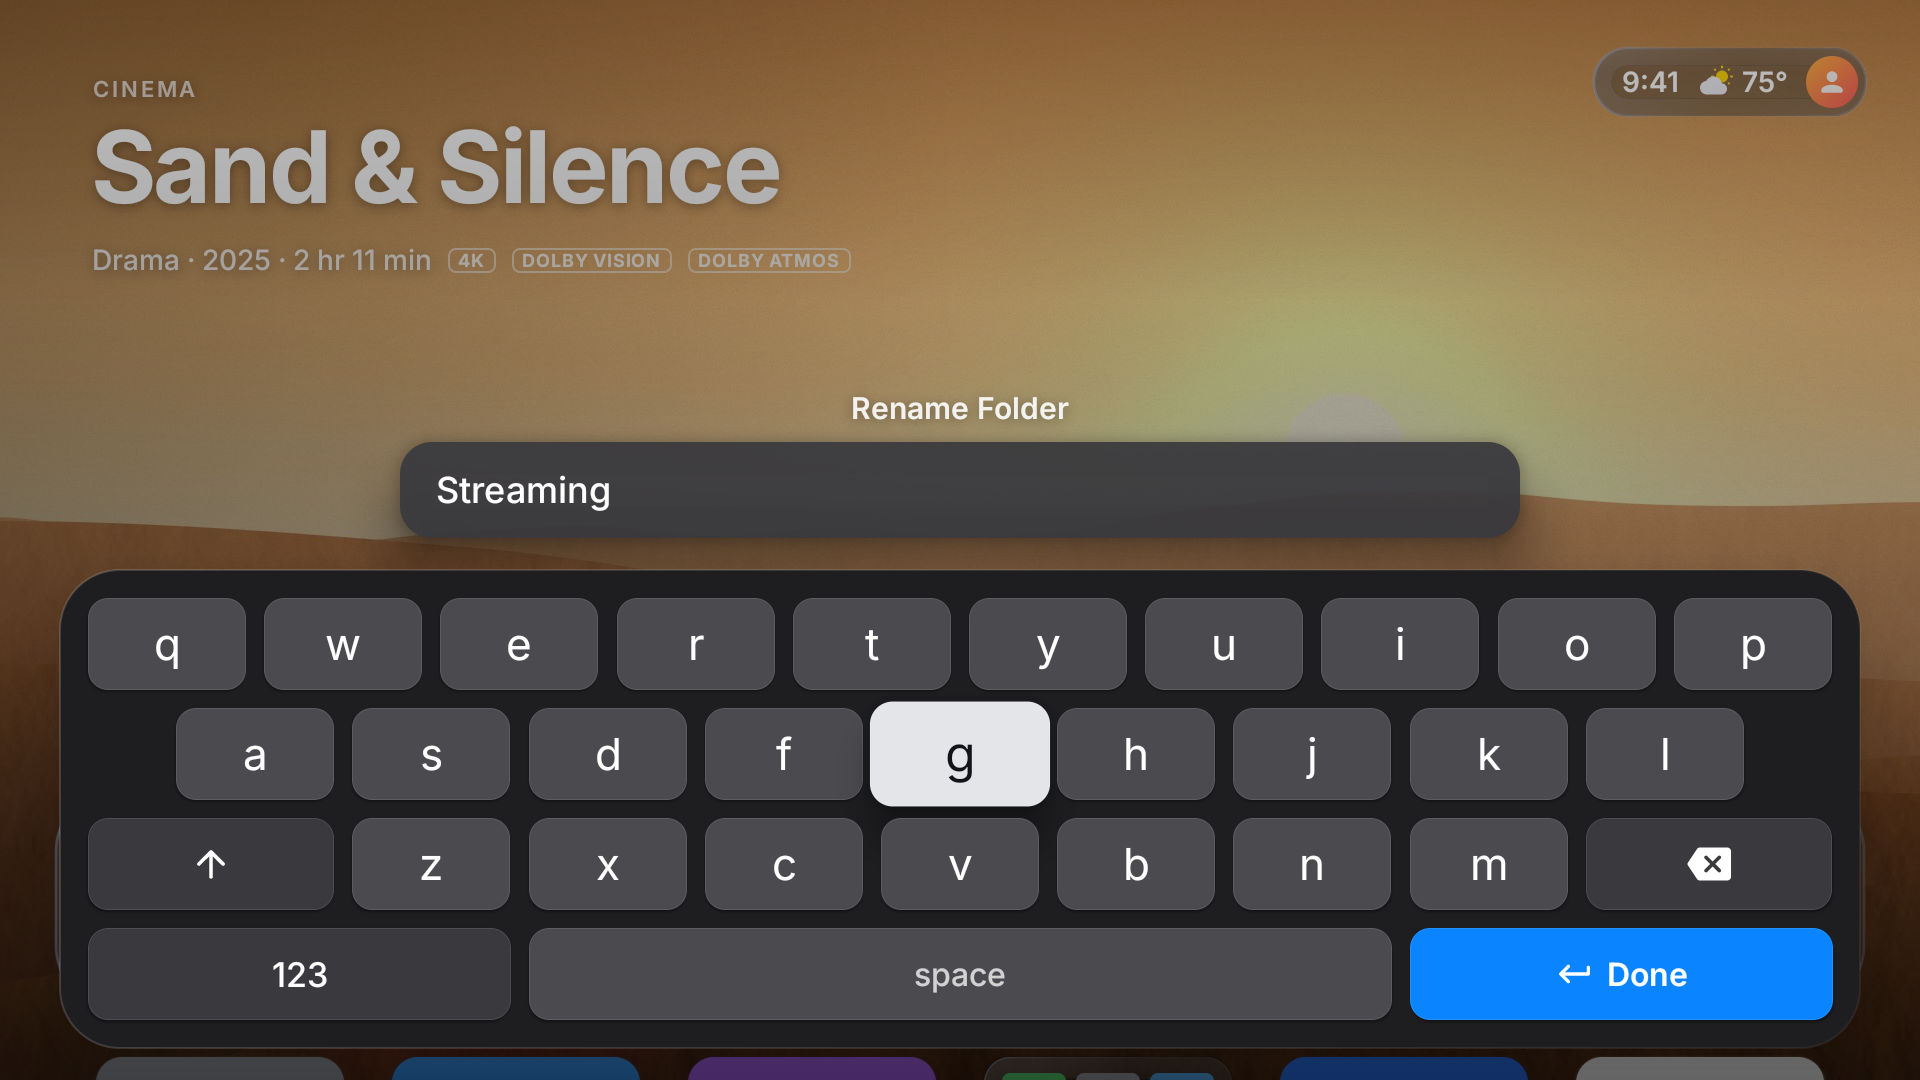 CINEMA
9:41 75°
Sand & Silence
Drama · 2025 · 2 hr 11 min 4K DOLBY VISION DOLBY ATMOS
Rename Folder
Streaming
q w e r t y u i o p
a s d f g h j k l
z x c v b n m
123 space Done